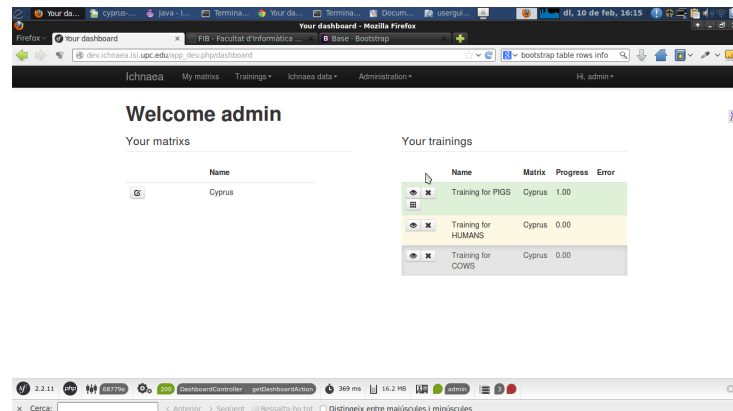 Your da... cyprus-... java - l... Termina... Your da... Termina... Docum... usergui... dl, 10 de feb, 16:15
Your dashboard - Mozilla Firefox
Firefox Your dashboard FIB - Facultat d'Informàtica ... Base · Bootstrap
dev.ichnaea.lsi.upc.edu/app_dev.php/dashboard bootstrap table rows info
Ichnaea My matrixs Trainings Ichnaea data Administration Hi, admin
Welcome admin
Your matrixs
Name
Cyprus
Your trainings
Name Matrix Progress Error
Training for PIGS Cyprus 1.00
Training for Cyprus 0.00
HUMANS
Training for Cyprus 0.00
COWS
2.2.11 php 68779e 200 DashboardController :: getDashboardAction 369 ms 16.2 MB admin 3
x Cerca: < Anterior > Següent Ressalta-ho tot Distingeix entre majúscules i minúscules